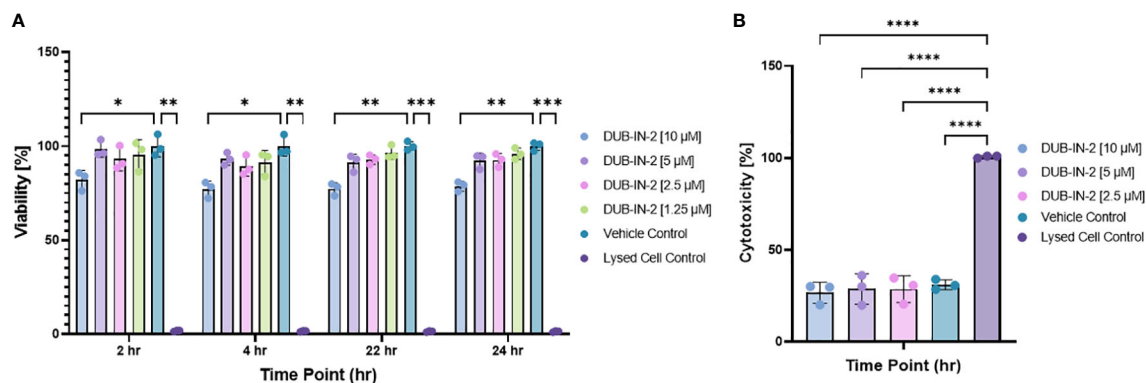 A
Viability [%]
150
100
50
0
*
**
*
**
**
***
**
***
2 hr
4 hr
22 hr
24 hr
Time Point (hr)
DUB-IN-2 [10 µM]
DUB-IN-2 [5 µM]
DUB-IN-2 [2.5 µM]
DUB-IN-2 [1.25 µM]
Vehicle Control
Lysed Cell Control
B
Cytotoxicity [%]
150
100
50
0
****
****
****
****
Time Point (hr)
DUB-IN-2 [10 µM]
DUB-IN-2 [5 µM]
DUB-IN-2 [2.5 µM]
Vehicle Control
Lysed Cell Control